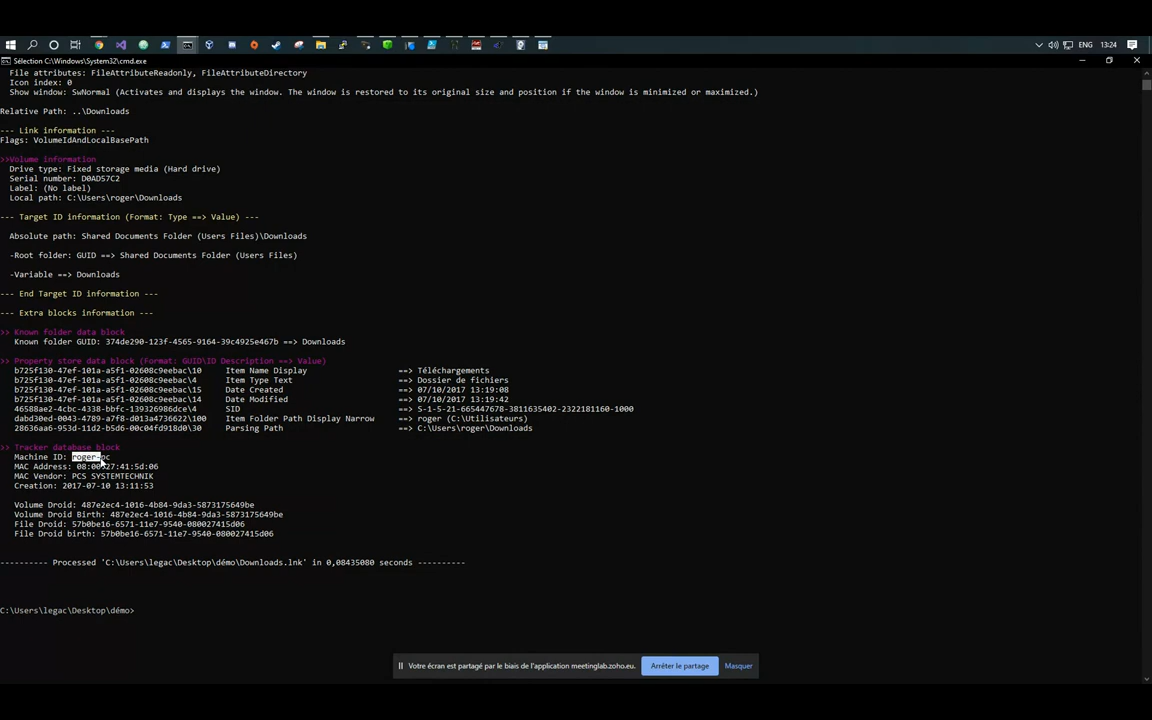 ENG 13:24
Sélection C:\Windows\System32\cmd.exe
File attributes: FileAttributeReadonly, FileAttributeDirectory
Icon index: 0
Show window: SwNormal (Activates and displays the window. The window is restored to its original size and position if the window is minimized or maximized.)
Relative Path: ..\Downloads
--- Link information ---
Flags: VolumeIdAndLocalBasePath
>>Volume information
Drive type: Fixed storage media (Hard drive)
Serial number: D0AD57C2
Label: (No label)
Local path: C:\Users\roger\Downloads
--- Target ID information (Format: Type ==> Value) ---
Absolute path: Shared Documents Folder (Users Files)\Downloads
-Root folder: GUID ==> Shared Documents Folder (Users Files)
-Variable ==> Downloads
--- End Target ID information ---
--- Extra blocks information ---
>> Known folder data block
Known folder GUID: 374de290-123f-4565-9164-39c4925e467b ==> Downloads
>> Property store data block (Format: GUID\ID Description ==> Value)
b725f130-47ef-101a-a5f1-02608c9eebac\10 Item Name Display ==> Téléchargements
b725f130-47ef-101a-a5f1-02608c9eebac\4 Item Type Text ==> Dossier de fichiers
b725f130-47ef-101a-a5f1-02608c9eebac\15 Date Created ==> 07/10/2017 13:19:08
b725f130-47ef-101a-a5f1-02608c9eebac\14 Date Modified ==> 07/10/2017 13:19:42
46588ae2-4cbc-4338-bbfc-139326986dce\4 SID ==> S-1-5-21-665447678-3811635402-2322181160-1000
dabd30ed-0043-4789-a7f8-d013a4736622\100 Item Folder Path Display Narrow ==> roger (C:\Utilisateurs)
28636aa6-953d-11d2-b5d6-00c04fd918d0\30 Parsing Path ==> C:\Users\roger\Downloads
>> Tracker database block
Machine ID: roger-pc
MAC Address: 08:00:27:41:5d:06
MAC Vendor: PCS SYSTEMTECHNIK
Creation: 2017-07-10 13:11:53
Volume Droid: 487e2ec4-1016-4b84-9da3-5873175649be
Volume Droid Birth: 487e2ec4-1016-4b84-9da3-5873175649be
File Droid: 57b0be16-6571-11e7-9540-080027415d06
File Droid birth: 57b0be16-6571-11e7-9540-080027415d06
---------- Processed 'C:\Users\legac\Desktop\démo\Downloads.lnk' in 0,08435080 seconds ----------
C:\Users\legac\Desktop\démo>
Votre écran est partagé par le biais de l'application meetinglab.zoho.eu. Arrêter le partage Masquer